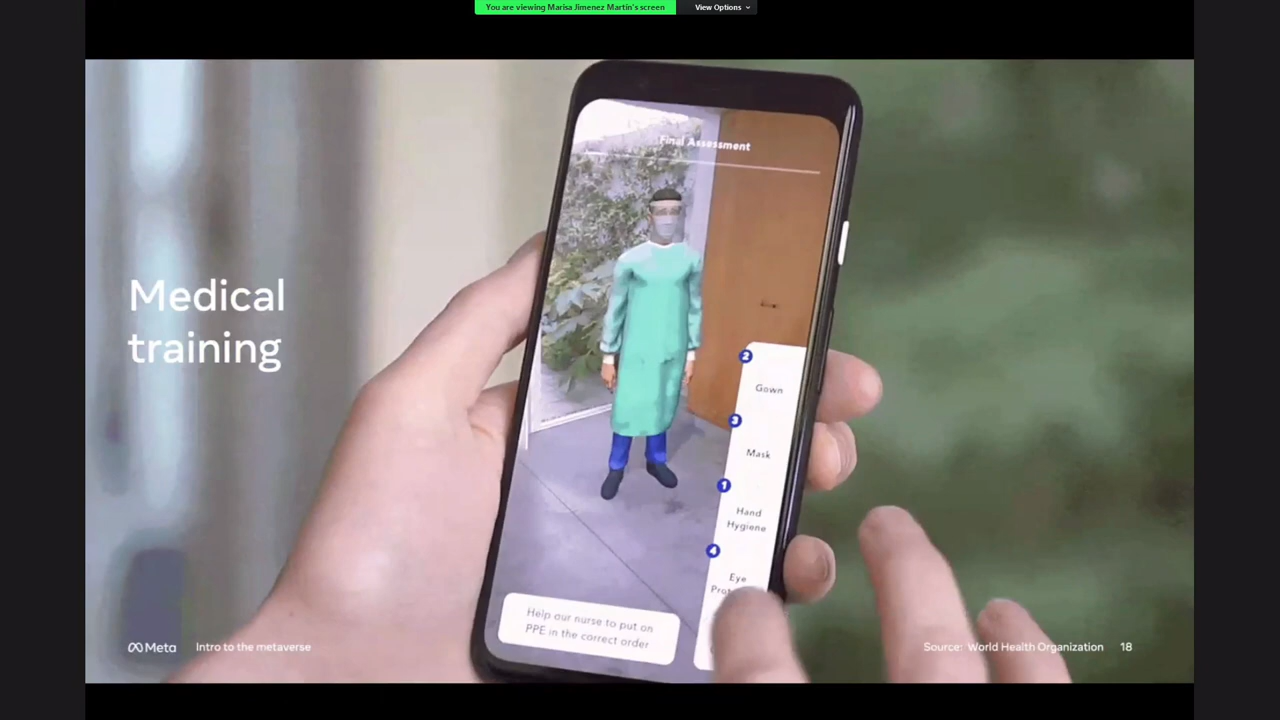 You are viewing Marisa Jimenez Martin's screen
View Options
Final Assessment
Medical
training
2
Gown
3
Mask
1
Hand
Hygiene
4
Eye
Help our nurse to put on
PPE in the correct order
Meta
Intro to the metaverse
Source: World Health Organization
18